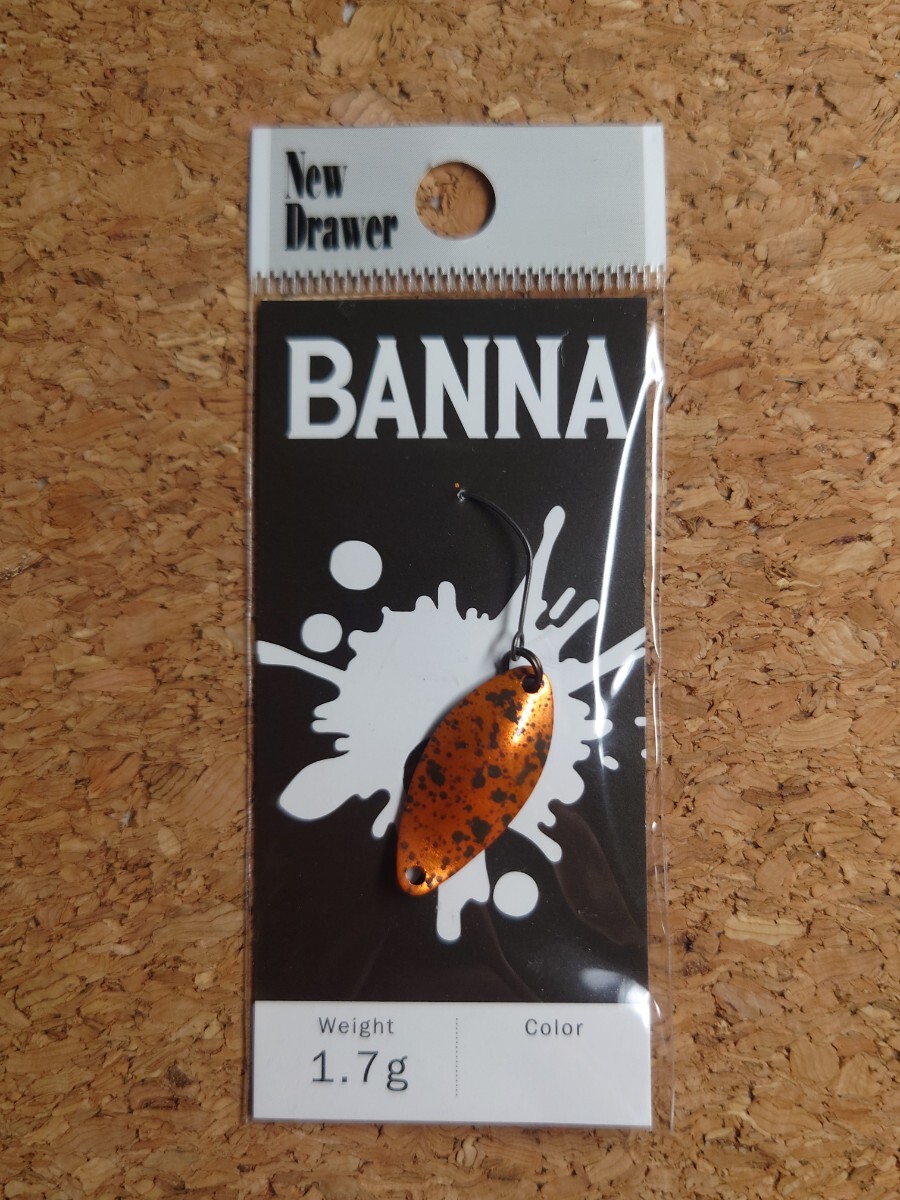 New
Drawer
BANNA
Weight
Color
1.7g